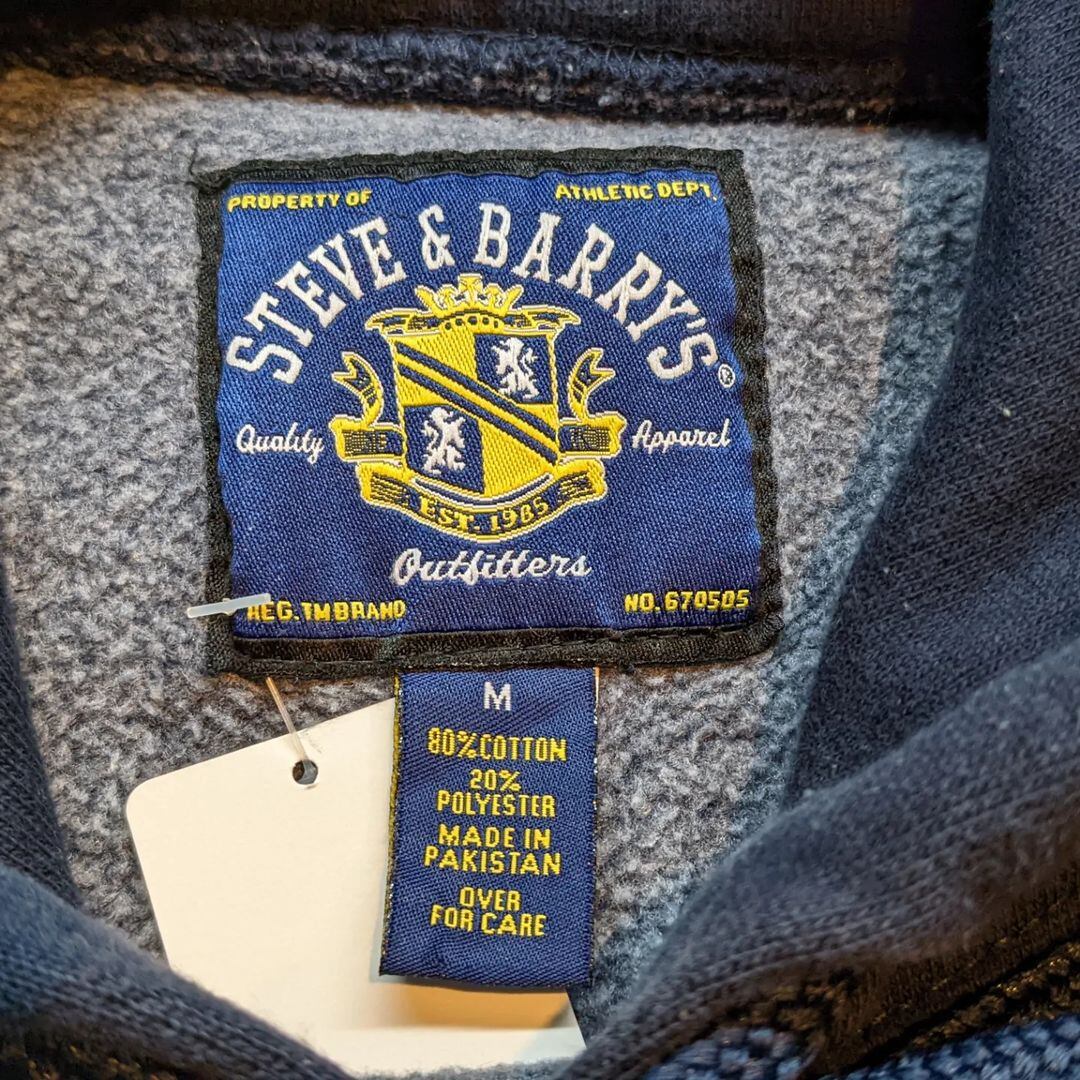 PROPERTY OF ATHLETIC DEPT.
STEVE & BARRY'S ®
Quality Apparel
EST. 1985
Outfitters
REG. TM BRAND NO. 670505
M
80% COTTON
20%
POLYESTER
MADE IN
PAKISTAN
OVER
FOR CARE